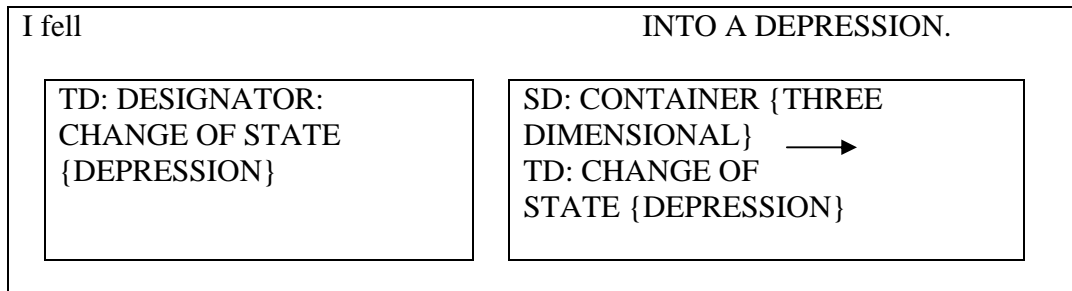 I fell INTO A DEPRESSION.
TD: DESIGNATOR:
CHANGE OF STATE
{DEPRESSION}
SD: CONTAINER {THREE
DIMENSIONAL}
TD: CHANGE OF
STATE {DEPRESSION}